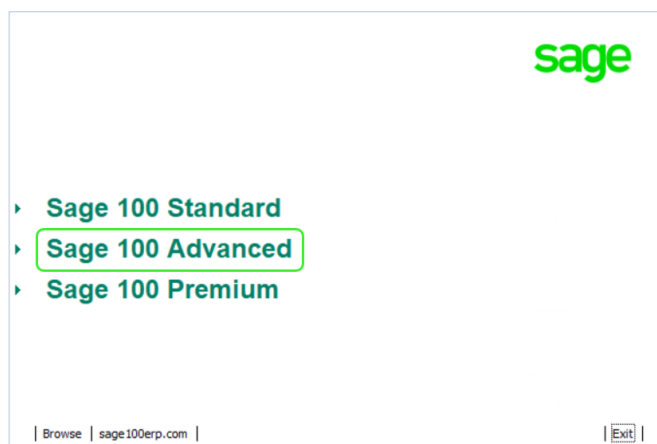 sage
Sage 100 Standard
Sage 100 Advanced
Sage 100 Premium
| Browse | sage100erp.com | | Exit |